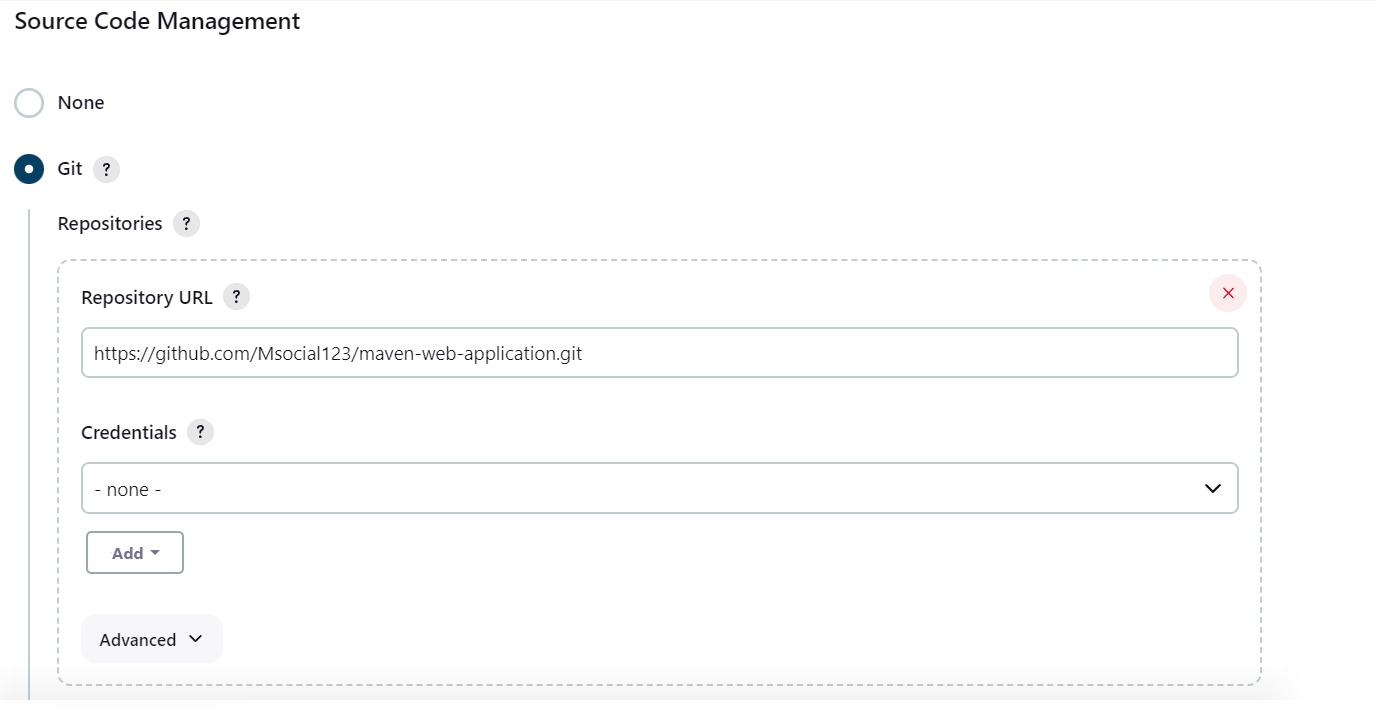 Source Code Management
None
Git ?
Repositories ?
Repository URL ?
https://github.com/Msocial123/maven-web-application.git
Credentials ?
- none -
Add
Advanced